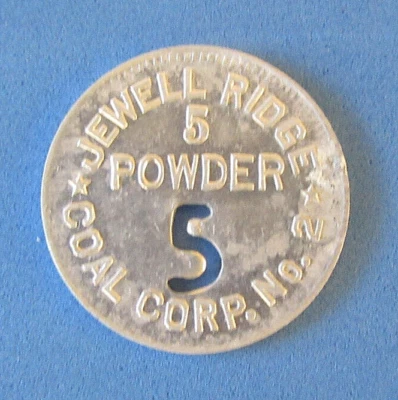 JEWELL RIDGE
5
POWDER
5
COAL CORP. No. 2